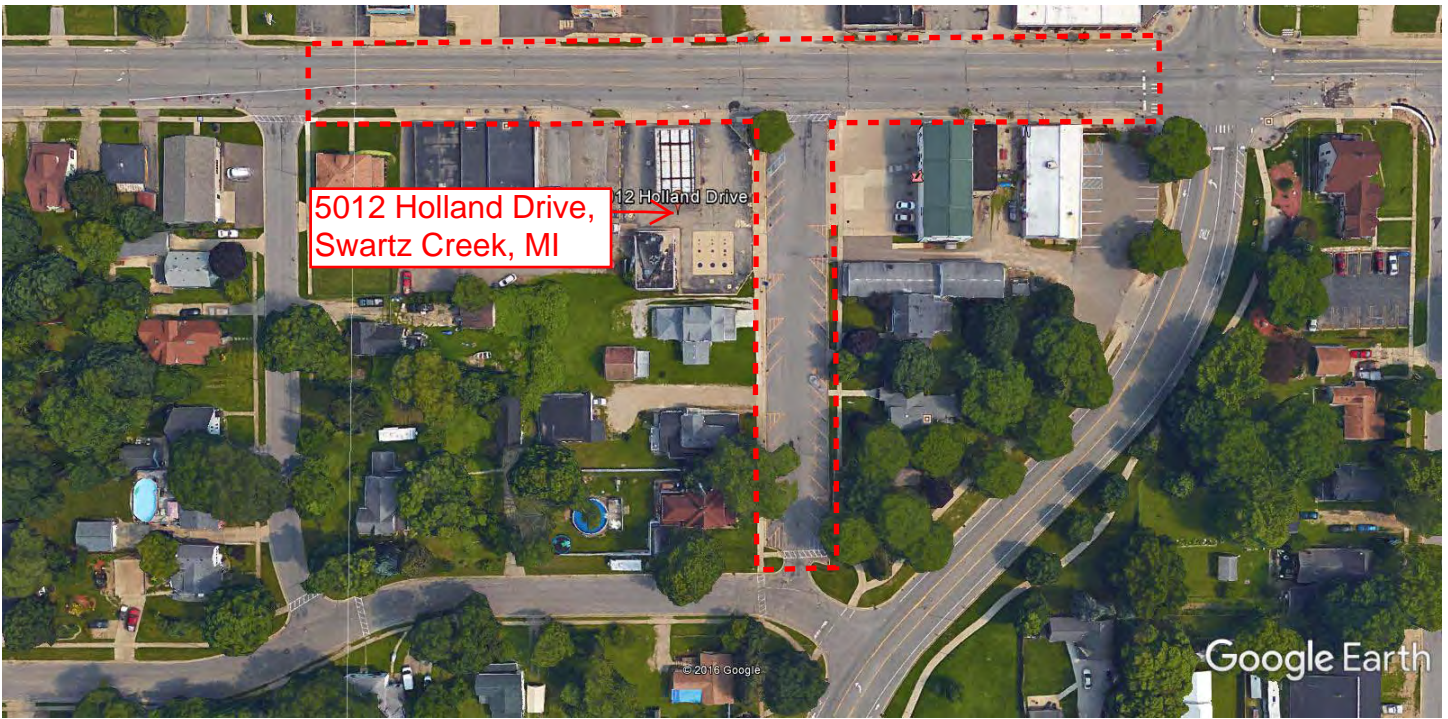 5012 Holland Drive,
Swartz Creek, MI
12 Holland Drive
© 2016 Google
Google Earth